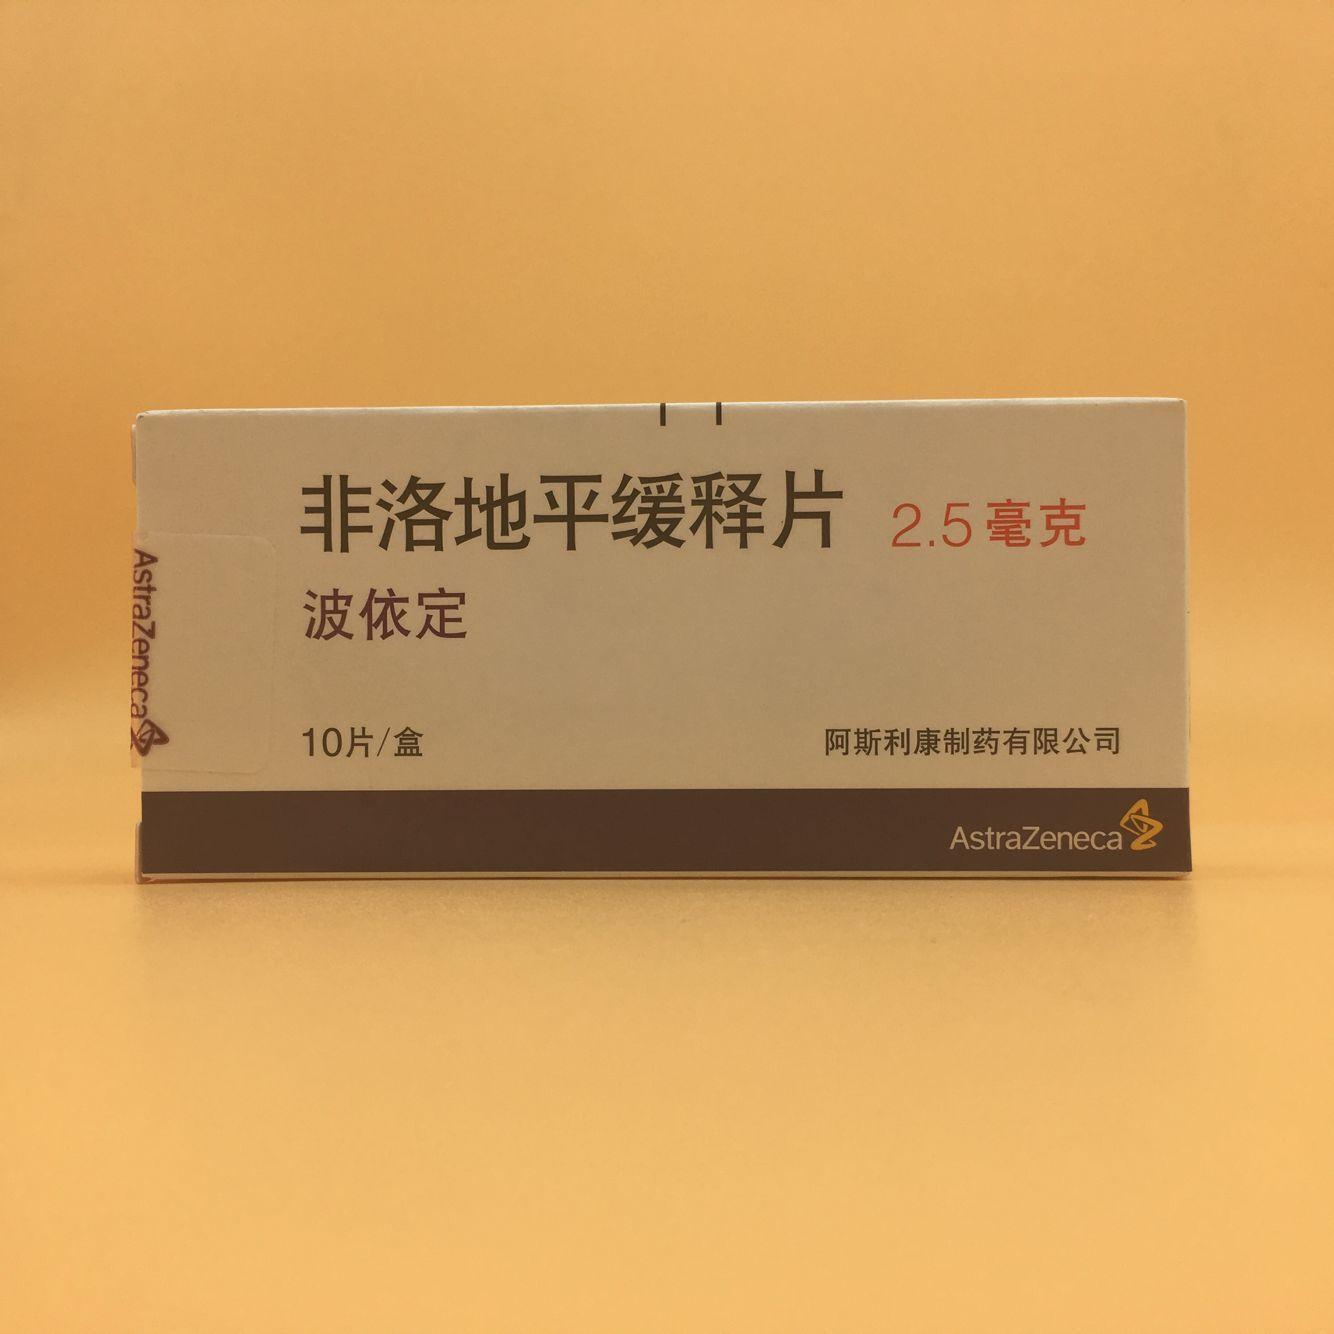 非洛地平缓释片 2.5毫克
波依定
10片/盒
阿斯利康制药有限公司
AstraZeneca
AstraZeneca